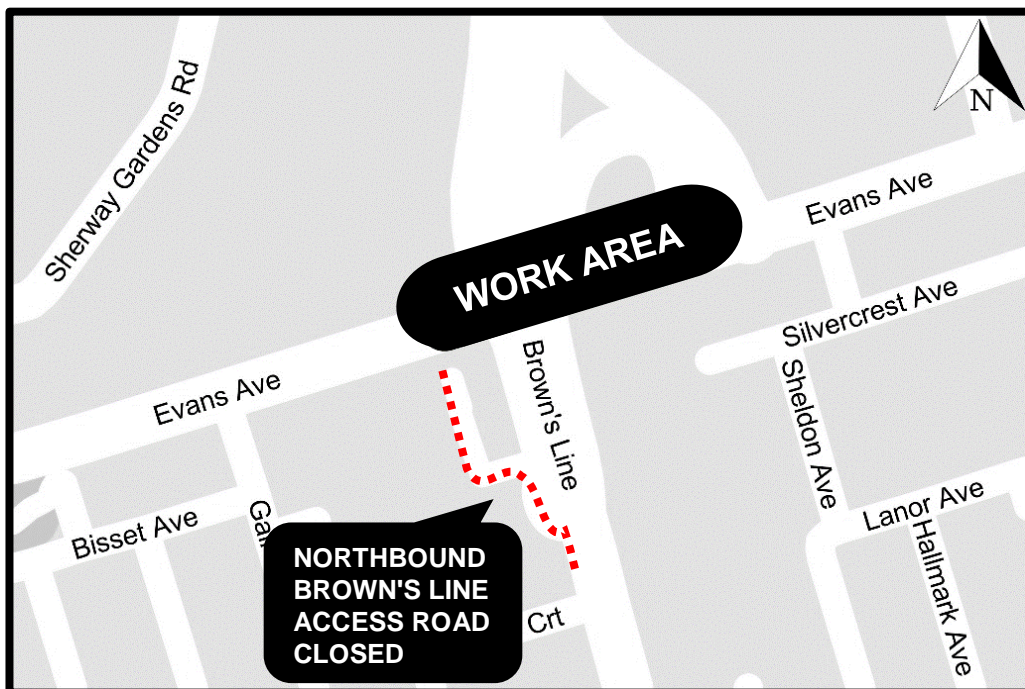 Sherway Gardens Rd
N
Evans Ave
WORK AREA
Silvercrest Ave
Evans Ave
Brown's Line
Sheldon Ave
Bisset Ave
Lanor Ave
Hallmark Ave
NORTHBOUND
BROWN'S LINE
ACCESS ROAD
CLOSED
Crt